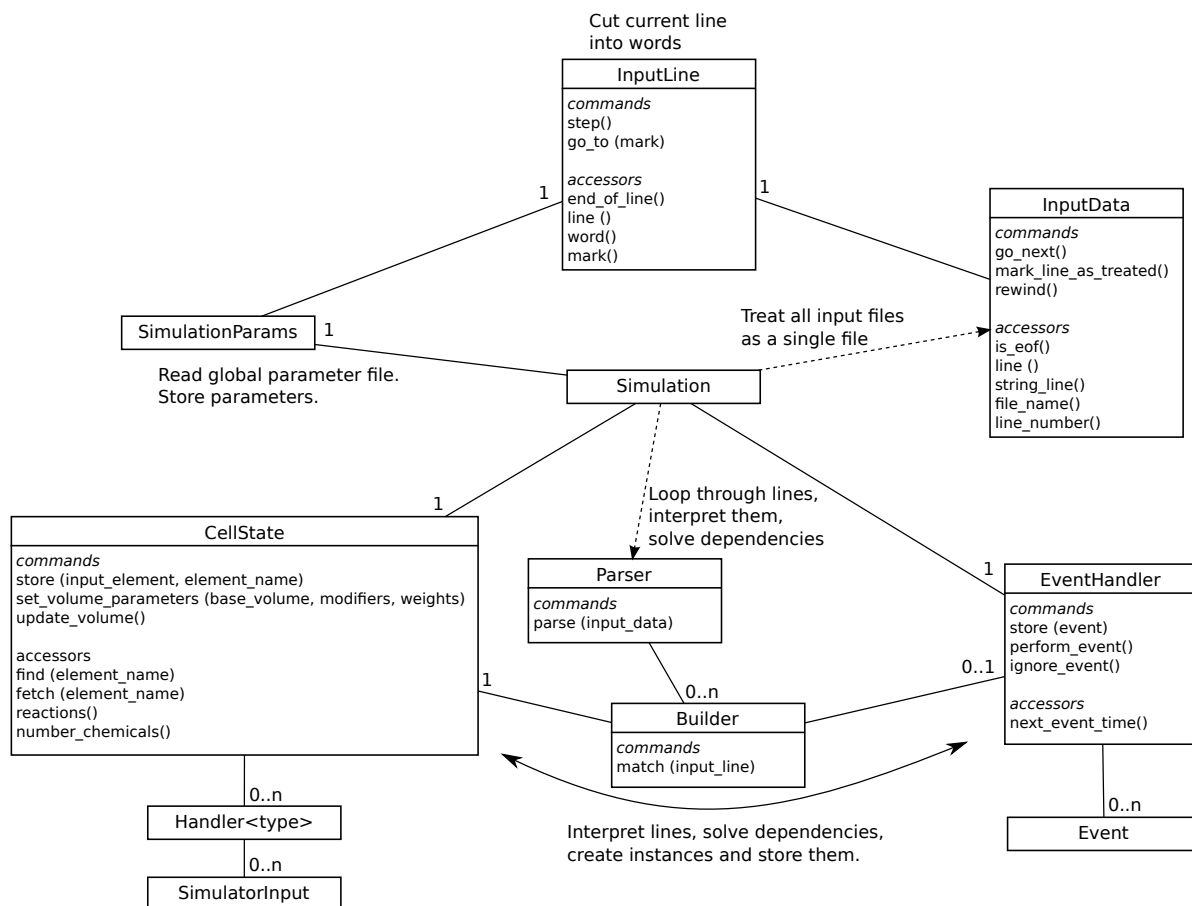 Cut current line
into words
InputLine
commands
step()
go_to (mark)
accessors
end_of_line()
line ()
word()
mark()
1
1
InputData
commands
go_next()
mark_line_as_treated()
rewind()
accessors
is_eof()
line ()
string_line()
file_name()
line_number()
SimulationParams
1
Read global parameter file.
Store parameters.
Treat all input files
as a single file
Simulation
1
Loop through lines,
interpret them,
solve dependencies
1
CellState
commands
store (input_element, element_name)
set_volume_parameters (base_volume, modifiers, weights)
update_volume()
accessors
find (element_name)
fetch (element_name)
reactions()
number_chemicals()
Parser
commands
parse (input_data)
EventHandler
commands
store (event)
perform_event()
ignore_event()
accessors
next_event_time()
1
0..n
0..1
Builder
commands
match (input_line)
0..n
Handler<type>
0..n
SimulatorInput
Interpret lines, solve dependencies,
create instances and store them.
0..n
Event